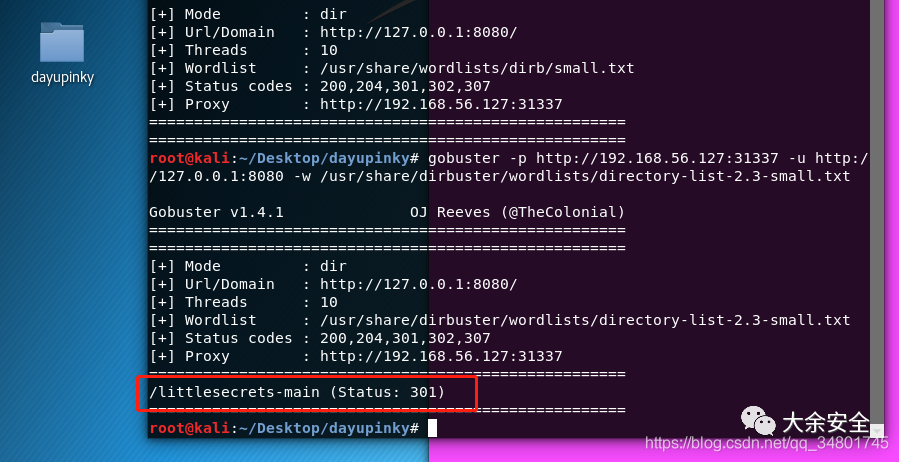 dayupinky
[+] Mode : dir
[+] Url/Domain : http://127.0.0.1:8080/
[+] Threads : 10
[+] Wordlist : /usr/share/wordlists/dirb/small.txt
[+] Status codes : 200,204,301,302,307
[+] Proxy : http://192.168.56.127:31337
=====================================================
=====================================================
root@kali:~/Desktop/dayupinky# gobuster -p http://192.168.56.127:31337 -u http:/
/127.0.0.1:8080 -w /usr/share/dirbuster/wordlists/directory-list-2.3-small.txt
Gobuster v1.4.1 OJ Reeves (@TheColonial)
=====================================================
=====================================================
[+] Mode : dir
[+] Url/Domain : http://127.0.0.1:8080/
[+] Threads : 10
[+] Wordlist : /usr/share/dirbuster/wordlists/directory-list-2.3-small.txt
[+] Status codes : 200,204,301,302,307
[+] Proxy : http://192.168.56.127:31337
=====================================================
/littlesecrets-main (Status: 301)
=====================================================
root@kali:~/Desktop/dayupinky#
大余安全
https://blog.csdn.net/qq_34801745